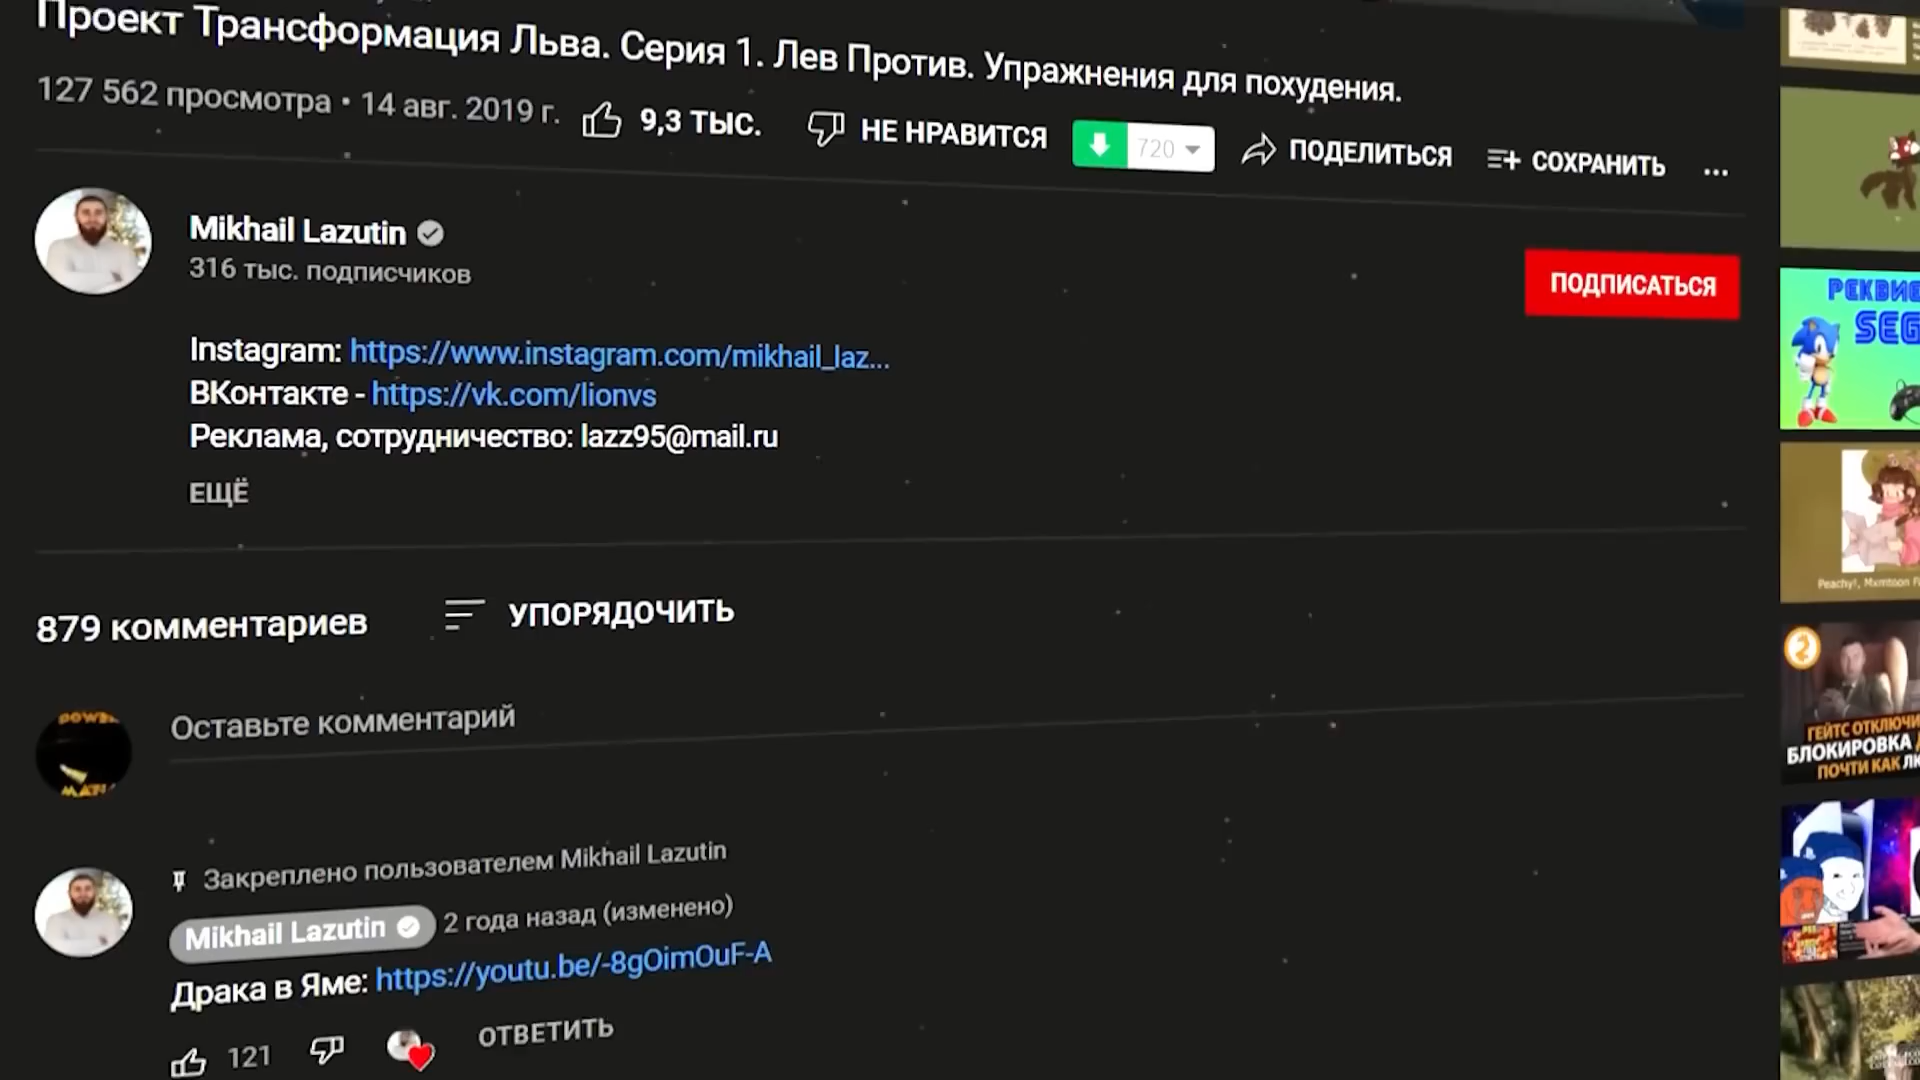 Проект Трансформация Льва. Серия 1. Лев Против. Упражнения для похудения.
127 562 просмотра • 14 авг. 2019 г.
9,3 ТЫС.
НЕ НРАВИТСЯ
720
ПОДЕЛИТЬСЯ
СОХРАНИТЬ
...
Mikhail Lazutin
316 тыс. подписчиков
ПОДПИСАТЬСЯ
Instagram: https://www.instagram.com/mikhail_laz...
ВКонтакте - https://vk.com/lionvs
Реклама, сотрудничество: lazz95@mail.ru
ЕЩЁ
879 комментариев
УПОРЯДОЧИТЬ
Оставьте комментарий
Закреплено пользователем Mikhail Lazutin
Mikhail Lazutin 2 года назад (изменено)
Драка в Яме: https://youtu.be/-8gOimOuF-A
121
ОТВЕТИТЬ
РЕКВИЕ
SEG
Peachy!, Mxmtoon
2
ГЕЙТС ОТКЛЮЧИ
БЛОКИРОВКА
ПОЧТИ КАК